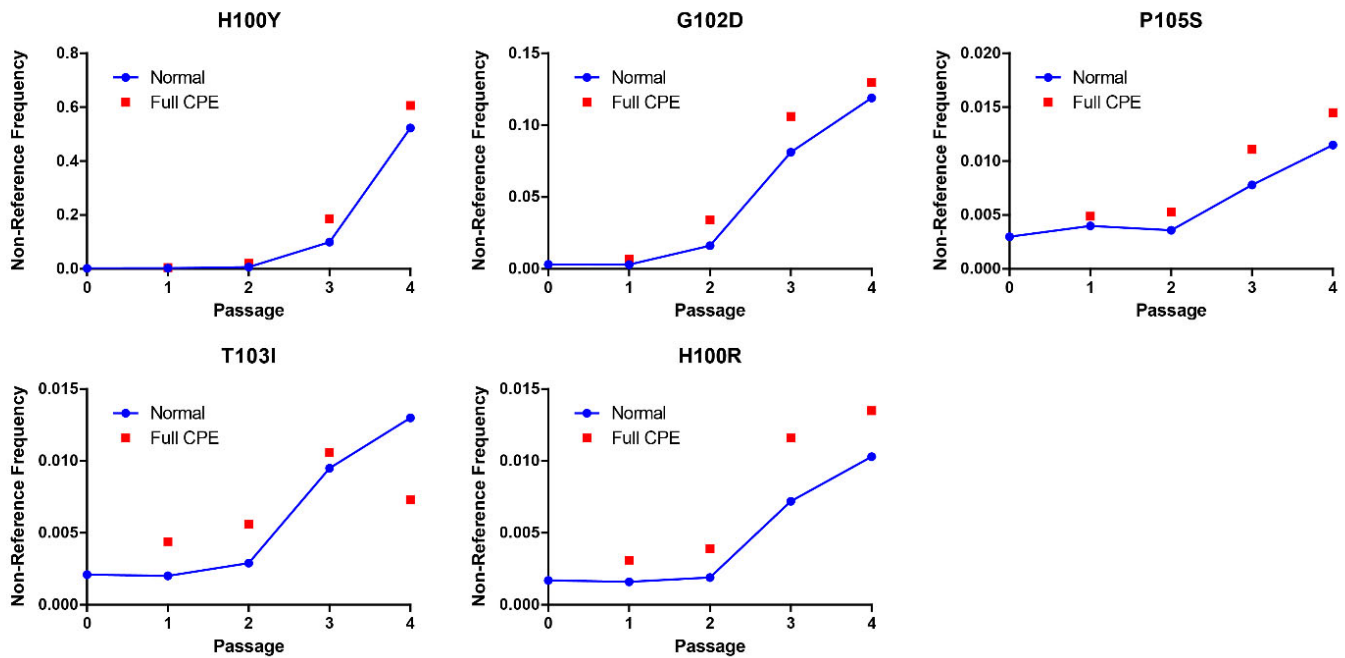 H100Y
Non-Reference Frequency
0.8
0.6
0.4
0.2
0.0
Normal
Full CPE
0 1 2 3 4
Passage
G102D
Non-Reference Frequency
0.15
0.10
0.05
0.00
Normal
Full CPE
0 1 2 3 4
Passage
P105S
Non-Reference Frequency
0.020
0.015
0.010
0.005
0.000
Normal
Full CPE
0 1 2 3 4
Passage
T103I
Non-Reference Frequency
0.015
0.010
0.005
0.000
Normal
Full CPE
0 1 2 3 4
Passage
H100R
Non-Reference Frequency
0.015
0.010
0.005
0.000
Normal
Full CPE
0 1 2 3 4
Passage